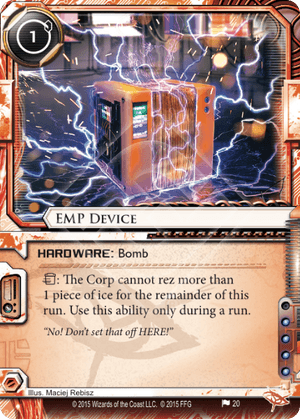 1
EMP Device
HARDWARE: Bomb
: The Corp cannot rez more than
1 piece of ice for the remainder of this
run. Use this ability only during a run.
"No! Don't set that off HERE!"
Illus. Maciej Rebisz
© 2015 Wizards of the Coast LLC. © 2015 FFG 20